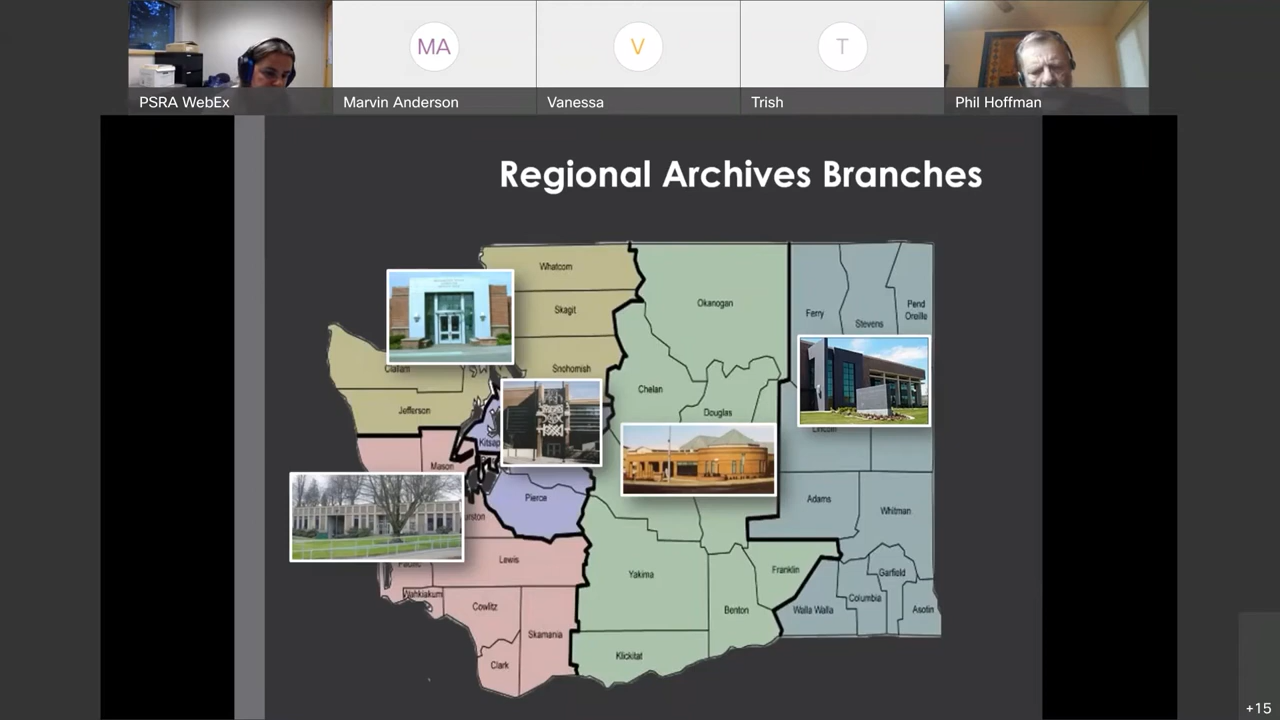 MA
V
T
PSRA WebEx
Marvin Anderson
Vanessa
Trish
Phil Hoffman
Regional Archives Branches
Whatcom
Okanogan
Skagit
Ferry
Stevens
Pend
Oreille
Snohomish
Clallam
Chelan
Jefferson
Douglas
Lincoln
Kitsap
Mason
Pierce
Adams
Whitman
urston
Lewis
Pacific
Yakima
Franklin
Garfield
Wahkiakum
Cowlitz
Benton
Walla Walla
Columbia
Asotin
Skamania
Clark
Klickitat
+15